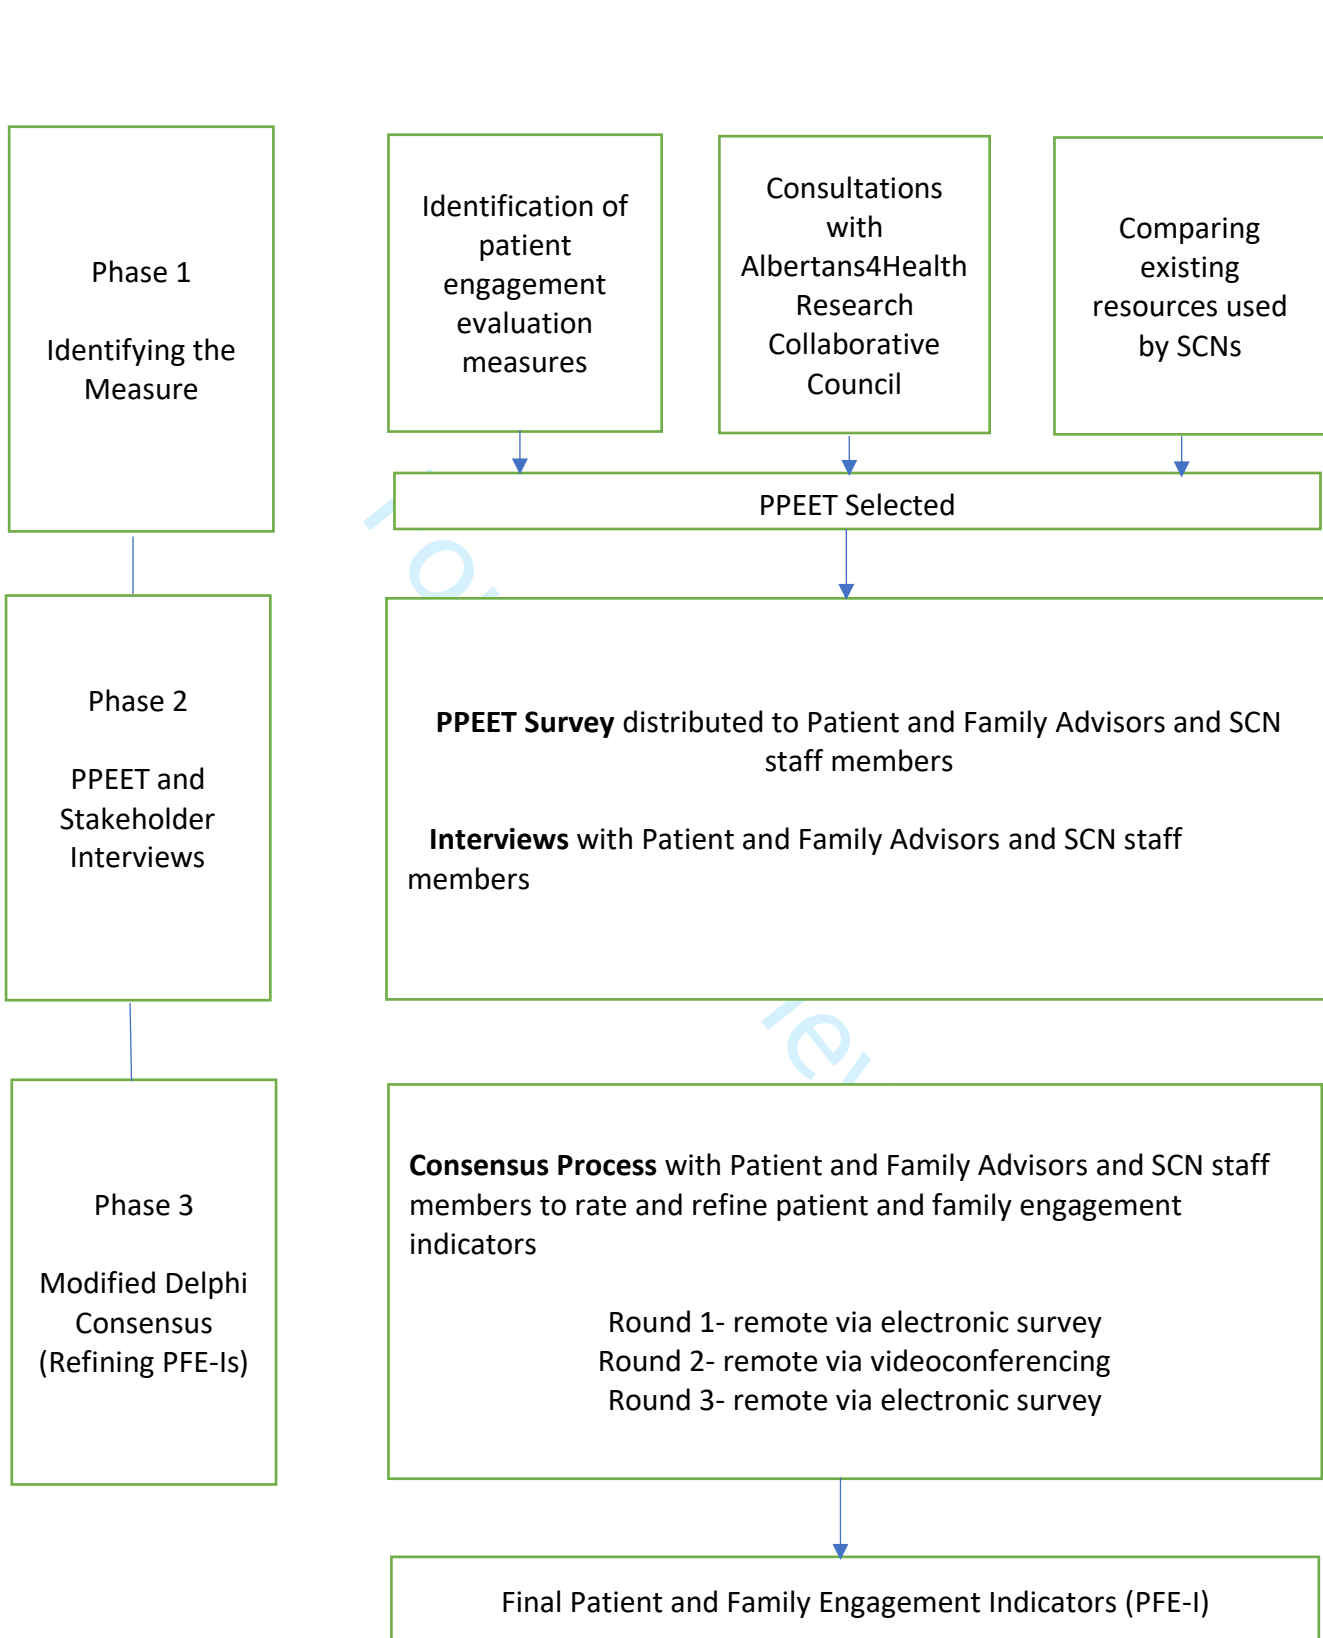 Phase 1
Identifying the
Measure
Identification of
patient
engagement
evaluation
measures
Consultations
with
Albertans4Health
Research
Collaborative
Council
Comparing
existing
resources used
by SCNs
PPEET Selected
Phase 2
PPEET and
Stakeholder
Interviews
PPEET Survey distributed to Patient and Family Advisors and SCN
staff members
Interviews with Patient and Family Advisors and SCN staff
members
Phase 3
Modified Delphi
Consensus
(Refining PFE-Is)
Consensus Process with Patient and Family Advisors and SCN staff
members to rate and refine patient and family engagement
indicators
Round 1- remote via electronic survey
Round 2- remote via videoconferencing
Round 3- remote via electronic survey
Final Patient and Family Engagement Indicators (PFE-I)